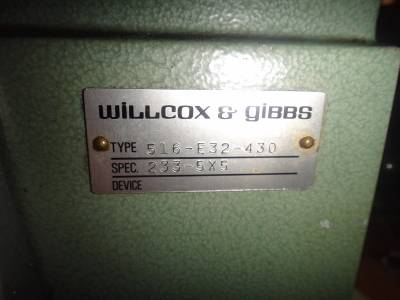 WILLCOX & GIBBS
TYPE 516-E32-430
SPEC. 233-5X5
DEVICE